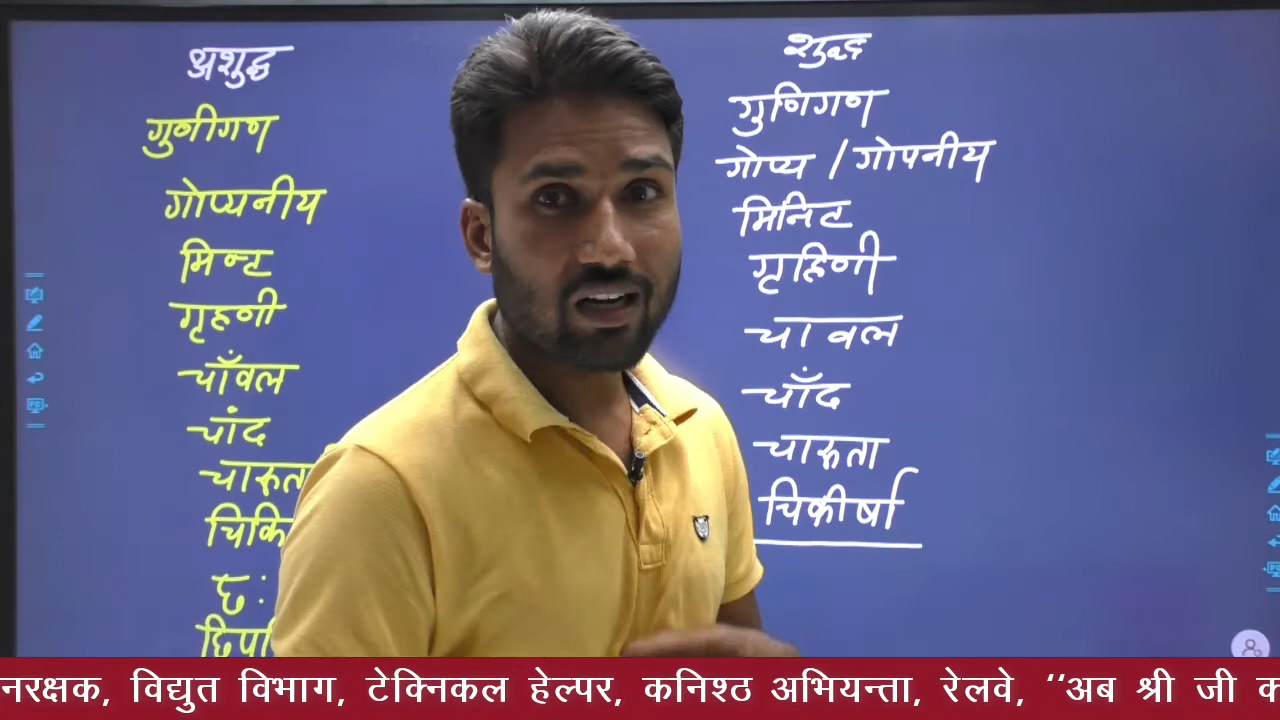 अशुद्ध
गुणीगण
गोप्यनीय
मिन्ट
गृहणी
चाँवल
चांद
चारूता
चिकि
छः
द्विप
शुद्ध
गुणिगण
गोप्य / गोपनीय
मिनिट
गृहिणी
चावल
चाँद
चारुता
चिकीर्षा
नरक्षक, विद्युत विभाग, टेक्निकल हेल्पर, कनिश्ठ अभियन्ता, रेलवे, ‘‘अब श्री जी क